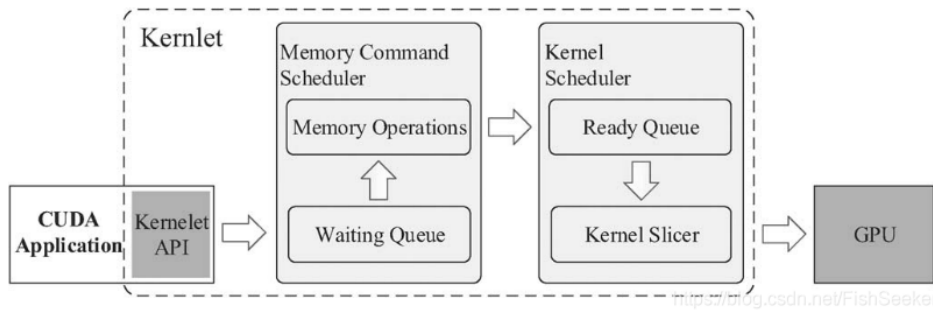 Kernlet
Memory Command
Scheduler
Memory Operations
Waiting Queue
Kernel
Scheduler
Ready Queue
Kernel Slicer
CUDA
Application
Kernelet
API
GPU
https://blog.csdn.net/FishSeeke